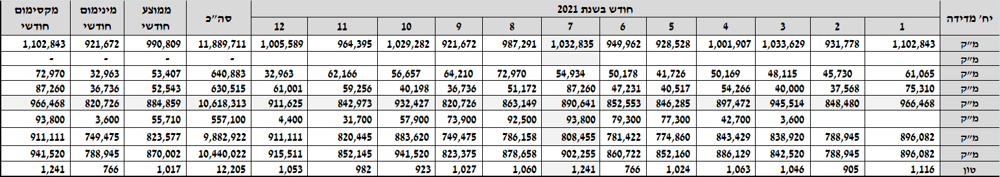 יח' מדידה חודש בשנת 2021 סה"כ ממוצע חודשי מינימום חודשי מקסימום חודשי
1 2 3 4 5 6 7 8 9 10 11 12
מ"ק 1,102,843 931,778 1,033,629 1,001,907 928,528 949,962 1,032,835 987,291 921,672 1,029,282 964,395 1,005,589 11,889,711 990,809 921,672 1,102,843
מ"ק - - - -
מ"ק 61,065 45,730 48,115 50,169 41,726 50,178 54,934 72,970 64,210 56,657 62,166 32,963 640,883 53,407 32,963 72,970
מ"ק 75,310 37,568 40,000 54,266 40,517 47,231 87,260 51,172 36,736 40,198 59,256 61,001 630,515 52,543 36,736 87,260
מ"ק 966,468 848,480 945,514 897,472 846,285 852,553 890,641 863,149 820,726 932,427 842,973 911,625 10,618,313 884,859 820,726 966,468
מ"ק 3,600 42,700 77,300 79,300 93,800 92,500 73,900 57,900 31,700 4,400 557,100 55,710 3,600 93,800
מ"ק 896,082 788,945 838,920 843,429 774,860 781,422 808,455 786,158 749,475 883,620 820,445 911,111 9,882,922 823,577 749,475 911,111
מ"ק 896,082 788,945 842,520 886,129 852,160 860,722 902,255 878,658 823,375 941,520 852,145 915,511 10,440,022 870,002 788,945 941,520
טון 1,116 905 1,046 1,063 1,024 766 1,241 1,060 1,027 923 982 1,053 12,205 1,017 766 1,241